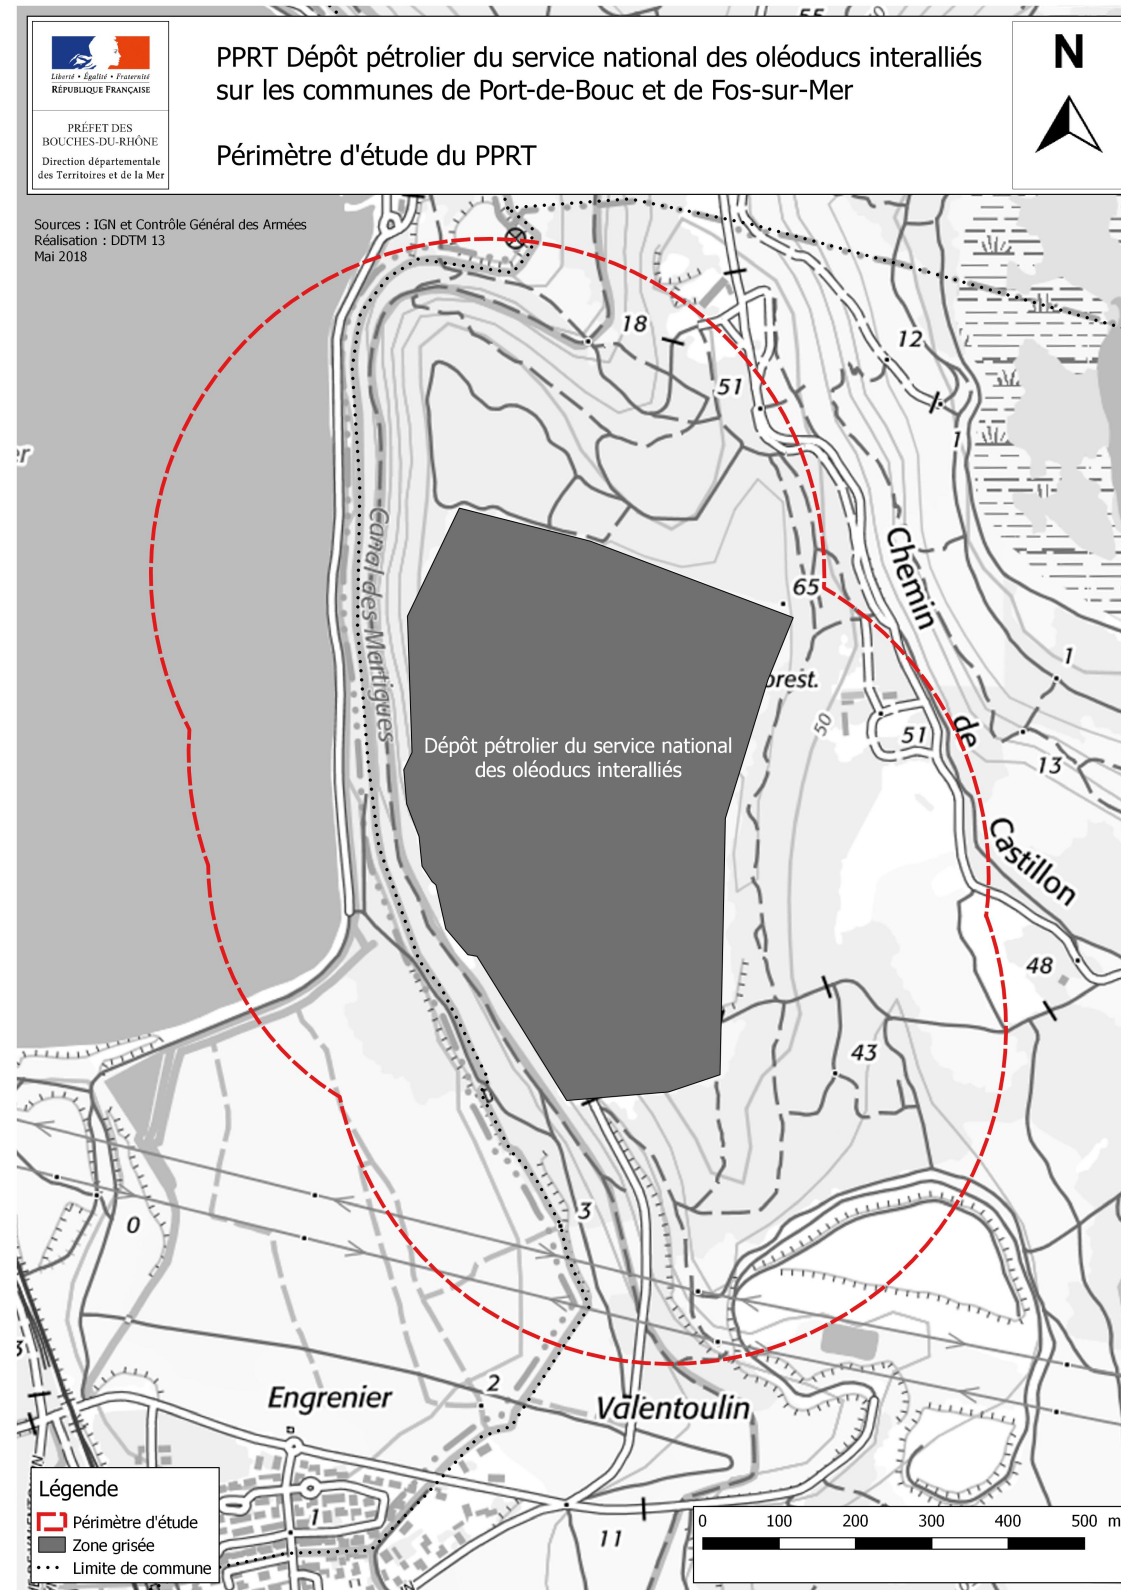 55
50
Liberté • Égalité • Fraternité
RÉPUBLIQUE FRANÇAISE
PRÉFET DES
BOUCHES-DU-RHÔNE
Direction départementale
des Territoires et de la Mer
PPRT Dépôt pétrolier du service national des oléoducs interalliés
sur les communes de Port-de-Bouc et de Fos-sur-Mer
Périmètre d'étude du PPRT
N
Sources : IGN et Contrôle Général des Armées
Réalisation : DDTM 13
Mai 2018
18
12
51
1
er
Canal des Martigues
Chemin
65
1
orest.
50
de
51
13
Dépôt pétrolier du service national
des oléoducs interalliés
Castillon
48
43
3
0
3
2
Engrenier
Valentoulin
1
11
Légende
Périmètre d'étude
Zone grisée
Limite de commune
0 100 200 300 400 500 m